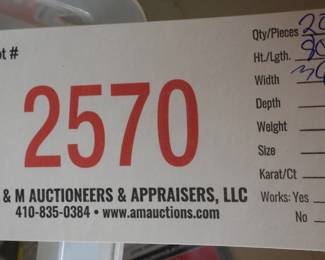 ot #
2570
& M AUCTIONEERS & APPRAISERS, LLC
410-835-0384 • www.amauctions.com
Qty/Pieces
Ht./Lgth.
Width
Depth
Weight
Size
Karat/Ct
Works: Yes
No